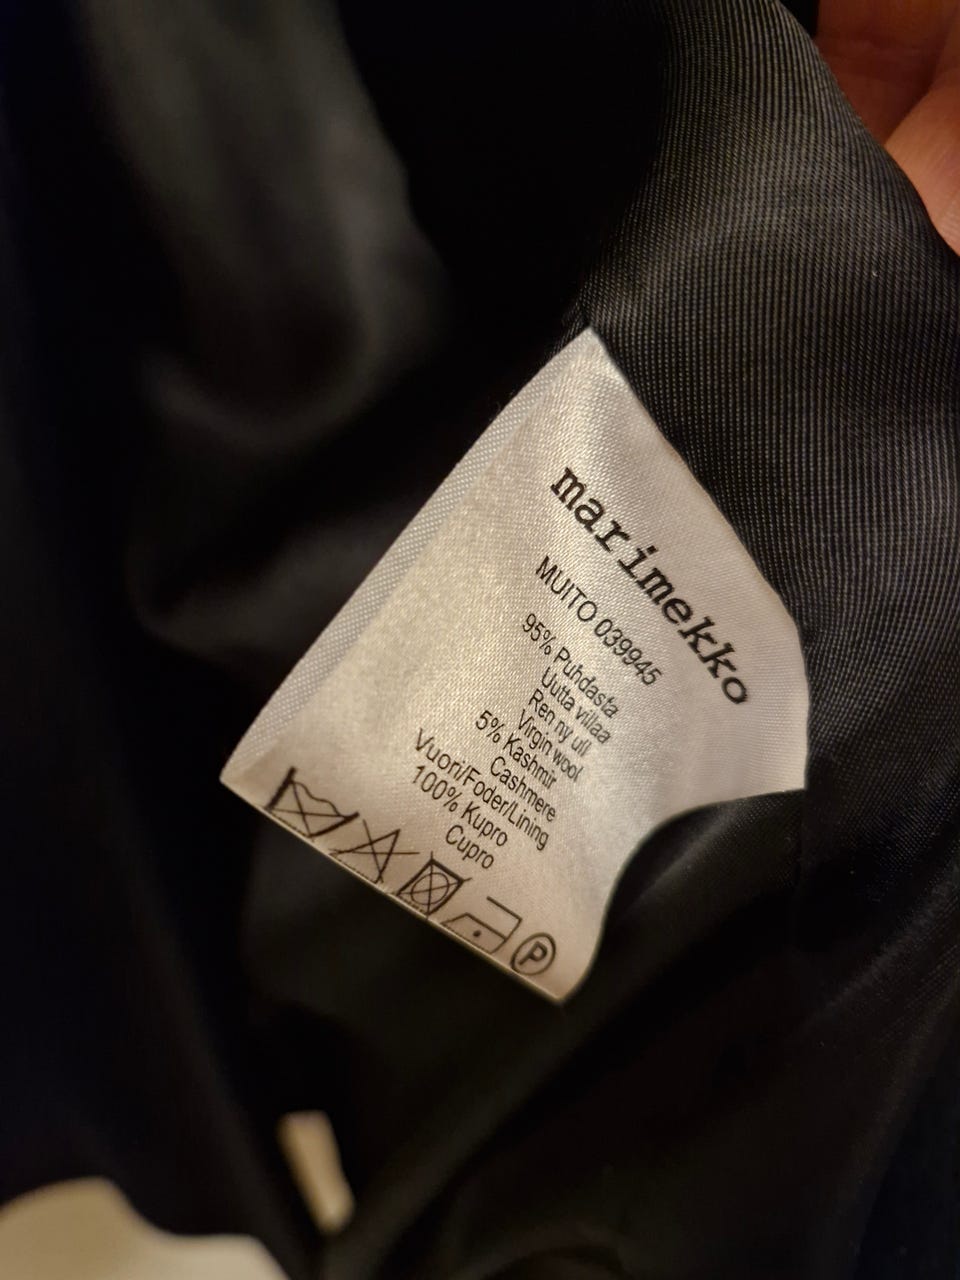 marimekko
MUITO 039945
95% Puhdasta
Uutta villaa
Ren ny ull
Virgin wool
5% Kashmir
Cashmere
Vuori/Foder/Lining
100% Kupro
Cupro
P